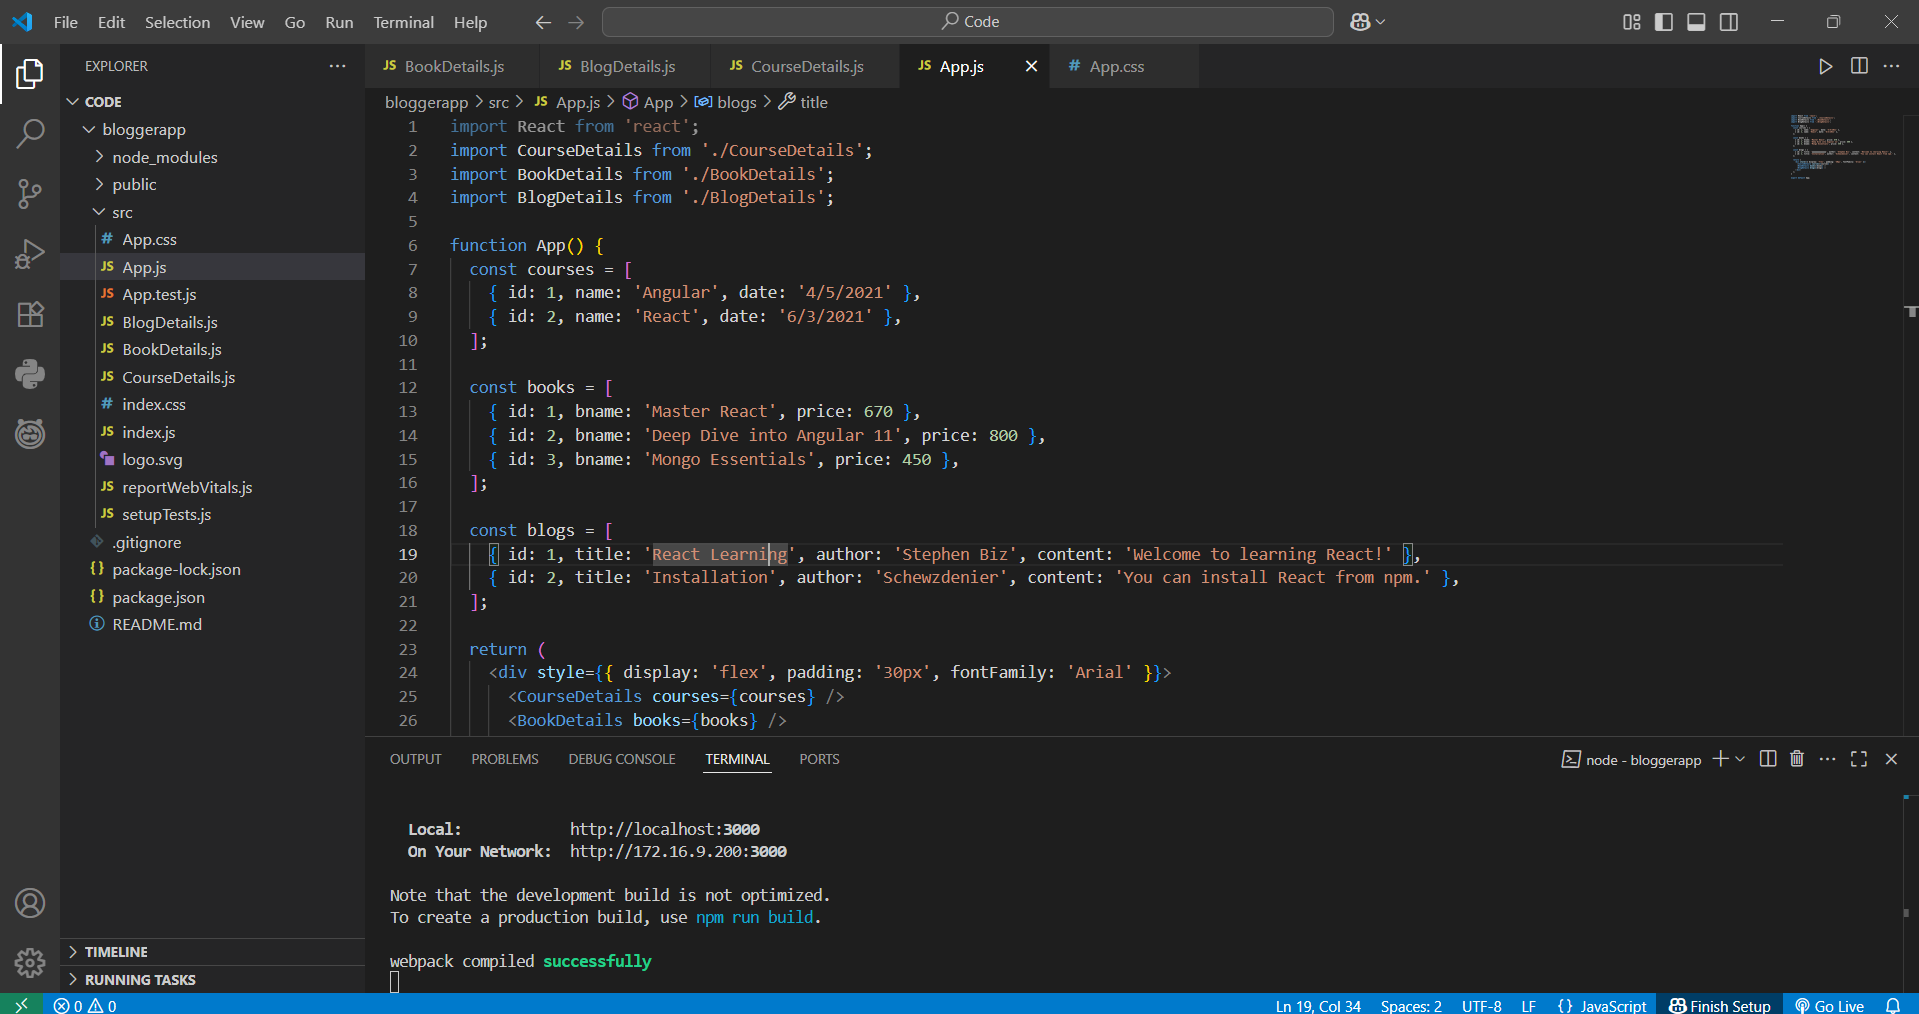 File Edit Selection View Go Run Terminal Help
Code
EXPLORER
CODE
bloggerapp
node_modules
public
src
# App.css
JS App.js
JS App.test.js
JS BlogDetails.js
JS BookDetails.js
JS CourseDetails.js
# index.css
JS index.js
logo.svg
JS reportWebVitals.js
JS setupTests.js
.gitignore
{} package-lock.json
{} package.json
README.md
TIMELINE
RUNNING TASKS
JS BookDetails.js JS BlogDetails.js JS CourseDetails.js JS App.js # App.css
bloggerapp > src > JS App.js > App > blogs > title
1 import React from 'react';
2 import CourseDetails from './CourseDetails';
3 import BookDetails from './BookDetails';
4 import BlogDetails from './BlogDetails';
5
6 function App() {
7 const courses = [
8 { id: 1, name: 'Angular', date: '4/5/2021' },
9 { id: 2, name: 'React', date: '6/3/2021' },
10 ];
11
12 const books = [
13 { id: 1, bname: 'Master React', price: 670 },
14 { id: 2, bname: 'Deep Dive into Angular 11', price: 800 },
15 { id: 3, bname: 'Mongo Essentials', price: 450 },
16 ];
17
18 const blogs = [
19 { id: 1, title: 'React Learning', author: 'Stephen Biz', content: 'Welcome to learning React!' },
20 { id: 2, title: 'Installation', author: 'Schewzdenier', content: 'You can install React from npm.' },
21 ];
22
23 return (
24 <div style={{ display: 'flex', padding: '30px', fontFamily: 'Arial' }}>
25 <CourseDetails courses={courses} />
26 <BookDetails books={books} />
OUTPUT PROBLEMS DEBUG CONSOLE TERMINAL PORTS
node - bloggerapp
Local: http://localhost:3000
On Your Network: http://172.16.9.200:3000
Note that the development build is not optimized.
To create a production build, use npm run build.
webpack compiled successfully
0 0
Ln 19, Col 34 Spaces: 2 UTF-8 LF {} JavaScript Finish Setup Go Live